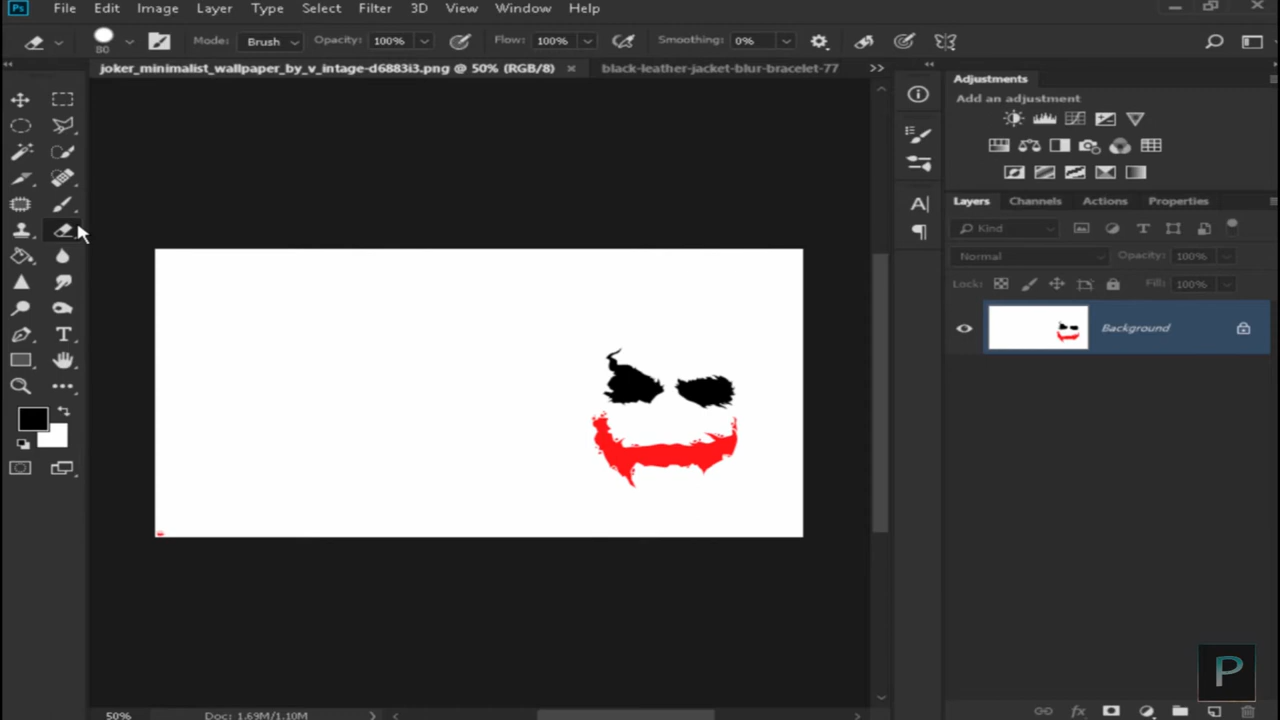 Ps File Edit Image Layer Type Select Filter 3D View Window Help
80 Mode: Brush Opacity: 100% Flow: 100% Smoothing: 0%
joker_minimalist_wallpaper_by_v_intage-d6883i3.png @ 50% (RGB/8) × black-leather-jacket-blur-bracelet-77 >>
Adjustments
Add an adjustment
Layers Channels Actions Properties
Kind
Normal Opacity: 100%
Lock: Fill: 100%
Background
P
50% Doc: 1.69M/1.10M